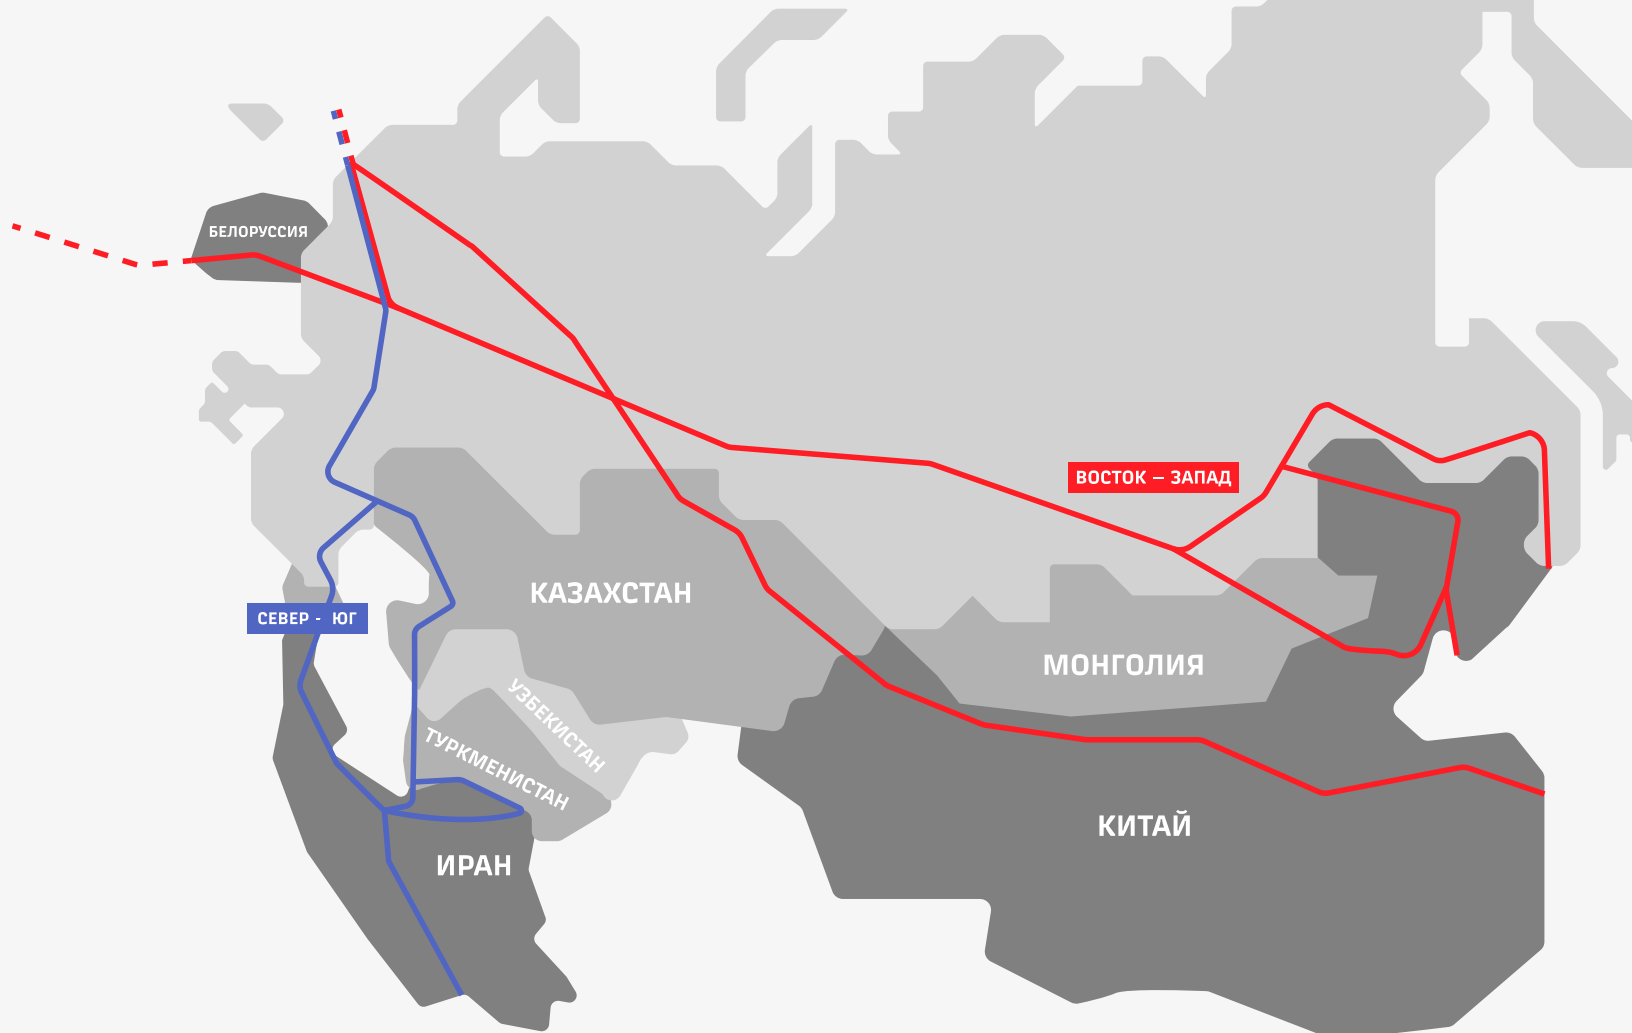 БЕЛОРУССИЯ
ВОСТОК – ЗАПАД
КАЗАХСТАН
СЕВЕР - ЮГ
МОНГОЛИЯ
УЗБЕКИСТАН
ТУРКМЕНИСТАН
КИТАЙ
ИРАН